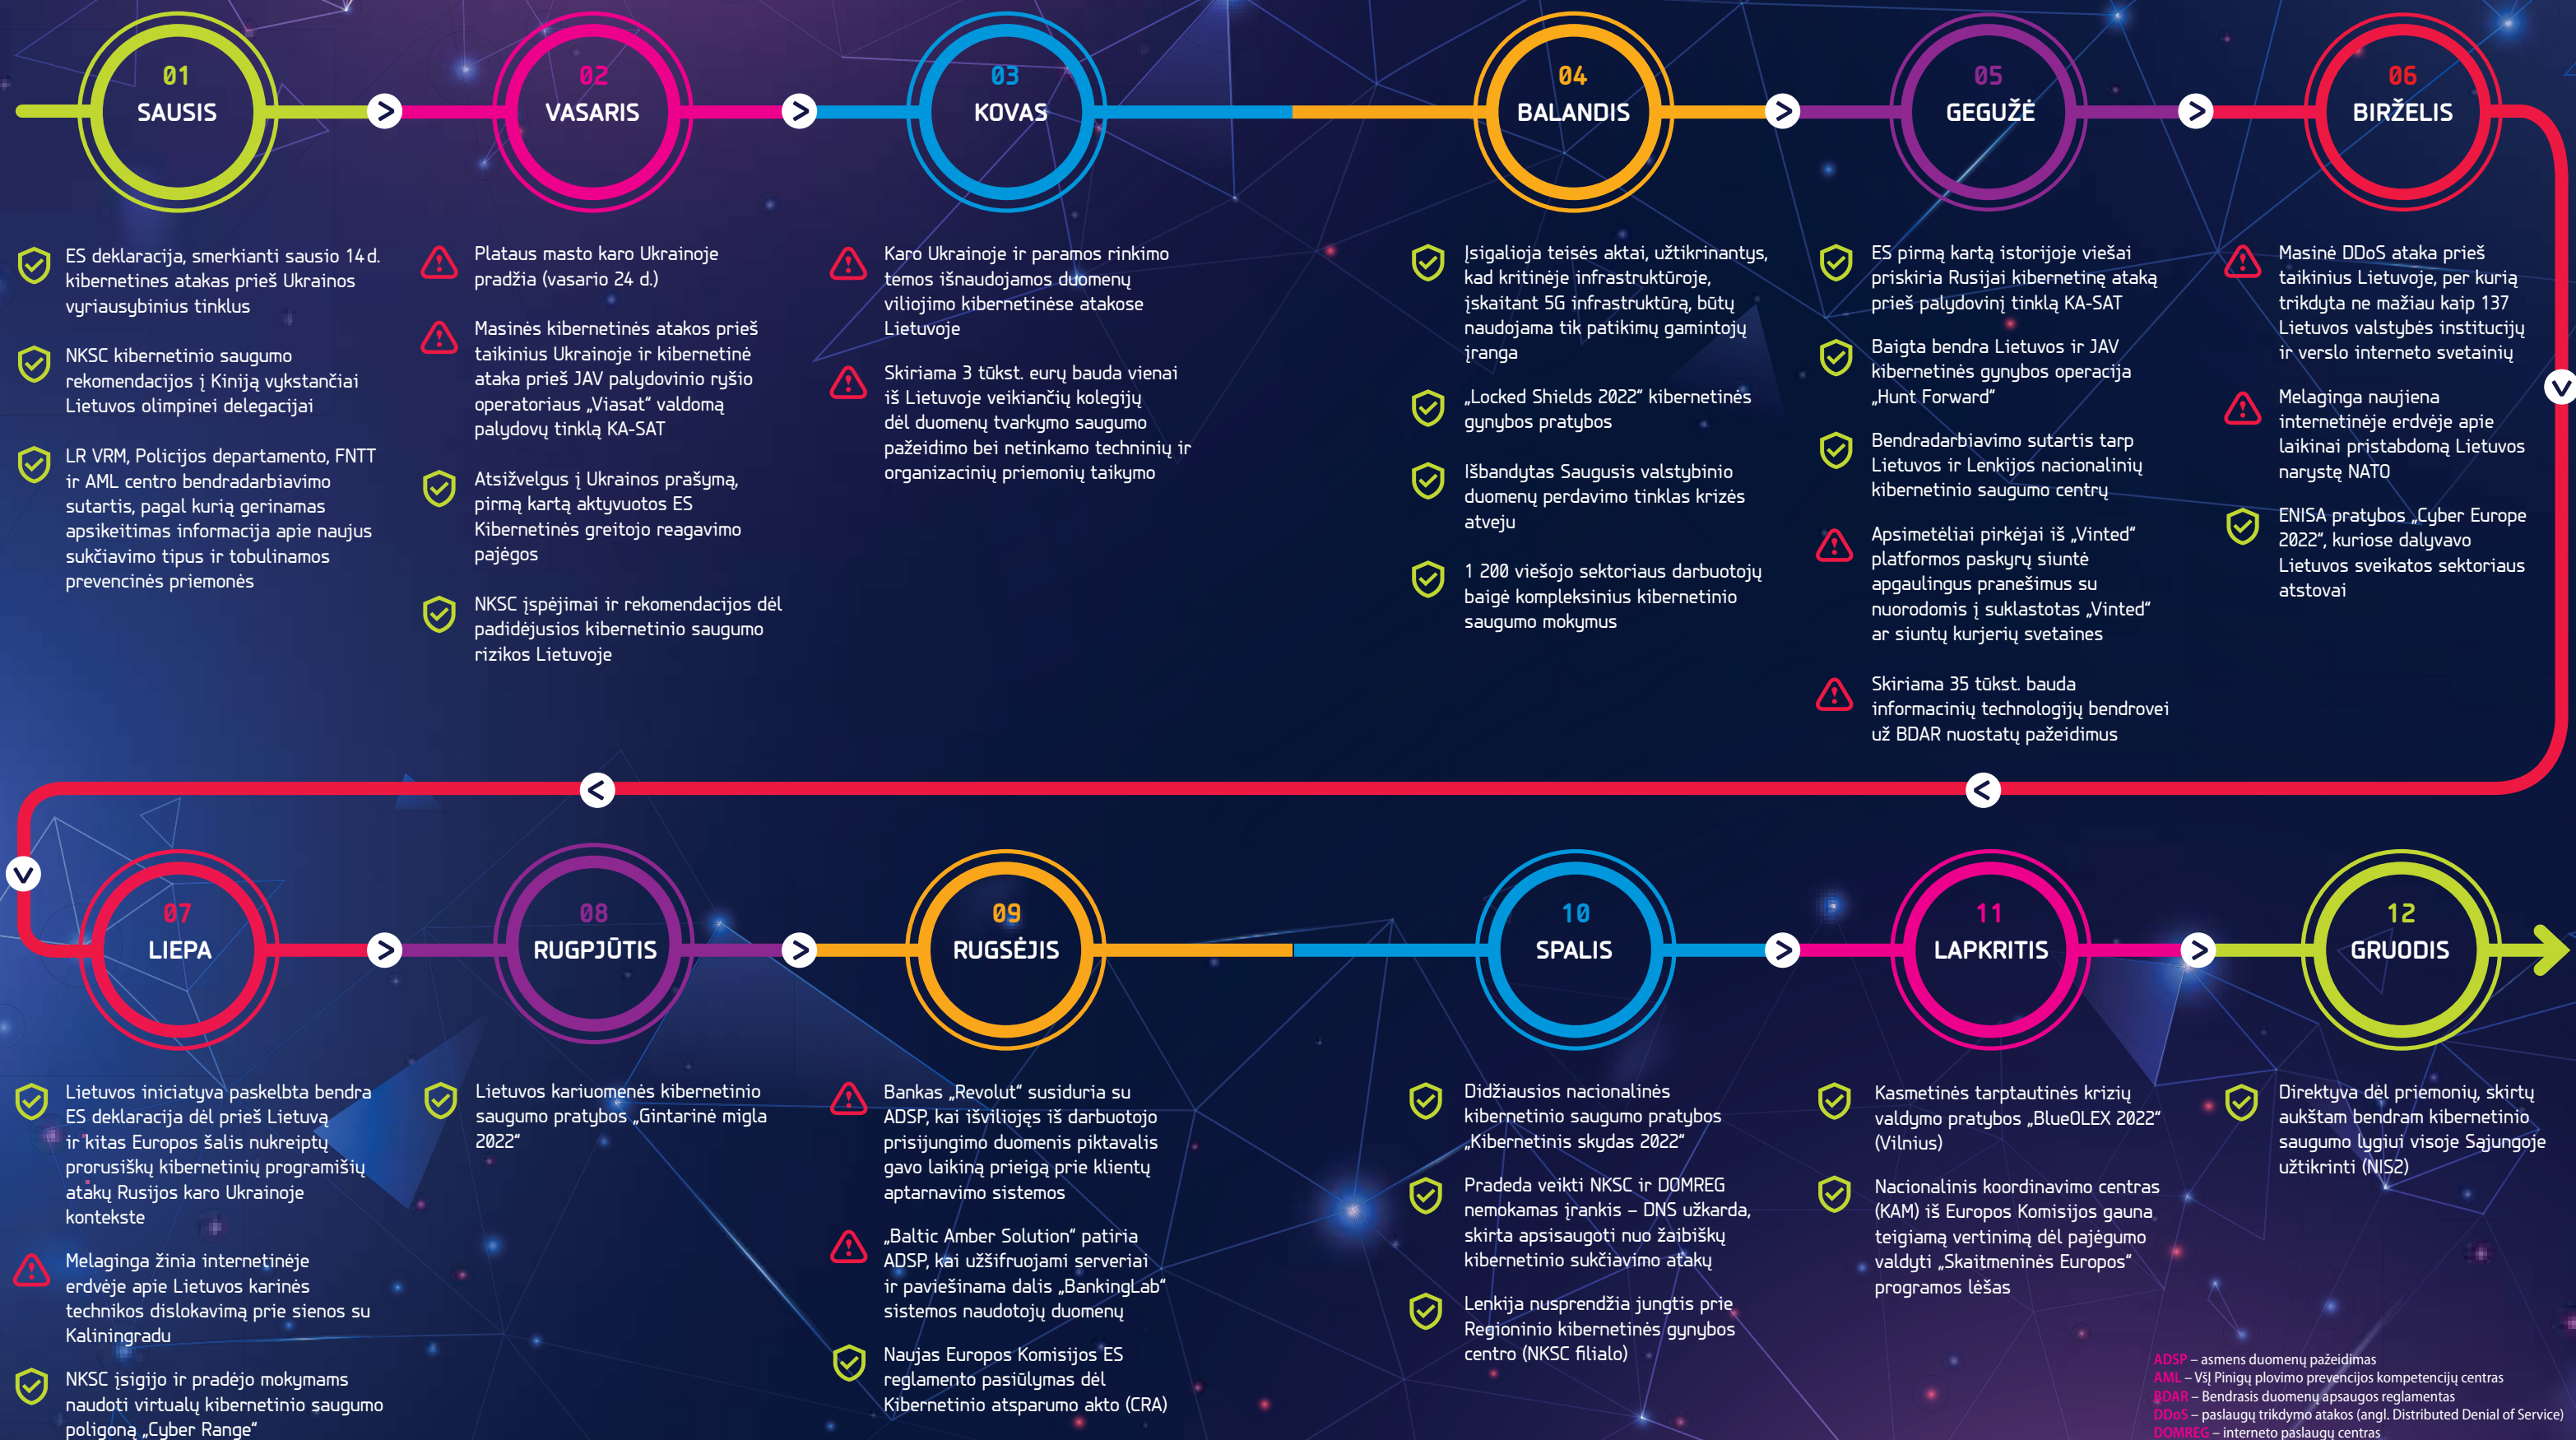 01
SAUSIS
ES deklaracija, smerkianti sausio 14 d.
kibernetines atakas prieš Ukrainos
vyriausybinius tinklus
NKSC kibernetinio saugumo
rekomendacijos į Kiniją vykstančiai
Lietuvos olimpinei delegacijai
LR VRM, Policijos departamento, FNTT
ir AML centro bendradarbiavimo
sutartis, pagal kurią gerinamas
apsikeitimas informacija apie naujus
sukčiavimo tipus ir tobulinamos
prevencinės priemonės
02
VASARIS
Plataus masto karo Ukrainoje
pradžia (vasario 24 d.)
Masinės kibernetinės atakos prieš
taikinius Ukrainoje ir kibernetinė
ataka prieš JAV palydovinio ryšio
operatoriaus „Viasat“ valdomą
palydovų tinklą KA-SAT
Atsižvelgus į Ukrainos prašymą,
pirmą kartą aktyvuotos ES
Kibernetinės greitojo reagavimo
pajėgos
NKSC įspėjimai ir rekomendacijos dėl
padidėjusios kibernetinio saugumo
rizikos Lietuvoje
03
KOVAS
Karo Ukrainoje ir paramos rinkimo
temos išnaudojamos duomenų
viliojimo kibernetinėse atakose
Lietuvoje
Skiriama 3 tūkst. eurų bauda vienai
iš Lietuvoje veikiančių kolegijų
dėl duomenų tvarkymo saugumo
pažeidimo bei netinkamo techninių ir
organizacinių priemonių taikymo
04
BALANDIS
Įsigalioja teisės aktai, užtikrinantys,
kad kritinėje infrastruktūroje,
įskaitant 5G infrastruktūrą, būtų
naudojama tik patikimų gamintojų
įranga
„Locked Shields 2022“ kibernetinės
gynybos pratybos
Išbandytas Saugusis valstybinio
duomenų perdavimo tinklas krizės
atveju
1 200 viešojo sektoriaus darbuotojų
baigė kompleksinius kibernetinio
saugumo mokymus
05
GEGUŽĖ
ES pirmą kartą istorijoje viešai
priskiria Rusijai kibernetinę ataką
prieš palydovinį tinklą KA-SAT
Baigta bendra Lietuvos ir JAV
kibernetinės gynybos operacija
„Hunt Forward“
Bendradarbiavimo sutartis tarp
Lietuvos ir Lenkijos nacionalinių
kibernetinio saugumo centrų
Apsimetėliai pirkėjai iš „Vinted“
platformos paskyrų siuntė
apgaulingus pranešimus su
nuorodomis į suklastotas „Vinted“
ar siuntų kurjerių svetaines
Skiriama 35 tūkst. bauda
informacinių technologijų bendrovei
už BDAR nuostatų pažeidimus
06
BIRŽELIS
Masinė DDoS ataka prieš
taikinius Lietuvoje, per kurią
trikdyta ne mažiau kaip 137
Lietuvos valstybės institucijų
ir verslo interneto svetainių
Melaginga naujiena
internetinėje erdvėje apie
laikinai pristabdomą Lietuvos
narystę NATO
ENISA pratybos „Cyber Europe
2022“, kuriose dalyvavo
Lietuvos sveikatos sektoriaus
atstovai
07
LIEPA
Lietuvos iniciatyva paskelbta bendra
ES deklaracija dėl prieš Lietuvą
ir kitas Europos šalis nukreiptų
prorusiškų kibernetinių programišių
atakų Rusijos karo Ukrainoje
kontekste
Melaginga žinia internetinėje
erdvėje apie Lietuvos karinės
technikos dislokavimą prie sienos su
Kaliningradu
NKSC įsigijo ir pradėjo mokymams
naudoti virtualų kibernetinio saugumo
poligoną „Cyber Range“
08
RUGPJŪTIS
Lietuvos kariuomenės kibernetinio
saugumo pratybos „Gintarinė migla
2022“
09
RUGSĖJIS
Bankas „Revolut“ susiduria su
ADSP, kai išviliojęs iš darbuotojo
prisijungimo duomenis piktavalis
gavo laikiną prieigą prie klientų
aptarnavimo sistemos
„Baltic Amber Solution“ patiria
ADSP, kai užšifruojami serveriai
ir paviešinama dalis „BankingLab“
sistemos naudotojų duomenų
Naujas Europos Komisijos ES
reglamento pasiūlymas dėl
Kibernetinio atsparumo akto (CRA)
10
SPALIS
Didžiausios nacionalinės
kibernetinio saugumo pratybos
„Kibernetinis skydas 2022“
Pradeda veikti NKSC ir DOMREG
nemokamas įrankis – DNS užkarda,
skirta apsisaugoti nuo žaibiškų
kibernetinio sukčiavimo atakų
Lenkija nusprendžia jungtis prie
Regioninio kibernetinės gynybos
centro (NKSC filialo)
11
LAPKRITIS
Kasmetinės tarptautinės krizių
valdymo pratybos „BlueOLEX 2022“
(Vilnius)
Nacionalinis koordinavimo centras
(KAM) iš Europos Komisijos gauna
teigiamą vertinimą dėl pajėgumo
valdyti „Skaitmeninės Europos“
programos lėšas
12
GRUODIS
Direktyva dėl priemonių, skirtų
aukštam bendram kibernetinio
saugumo lygiui visoje Sąjungoje
užtikrinti (NIS2)
ADSP – asmens duomenų pažeidimas
AML – VšĮ Pinigų plovimo prevencijos kompetencijų centras
BDAR – Bendrasis duomenų apsaugos reglamentas
DDoS – paslaugų trikdymo atakos (angl. Distributed Denial of Service)
DOMREG – interneto paslaugų centras